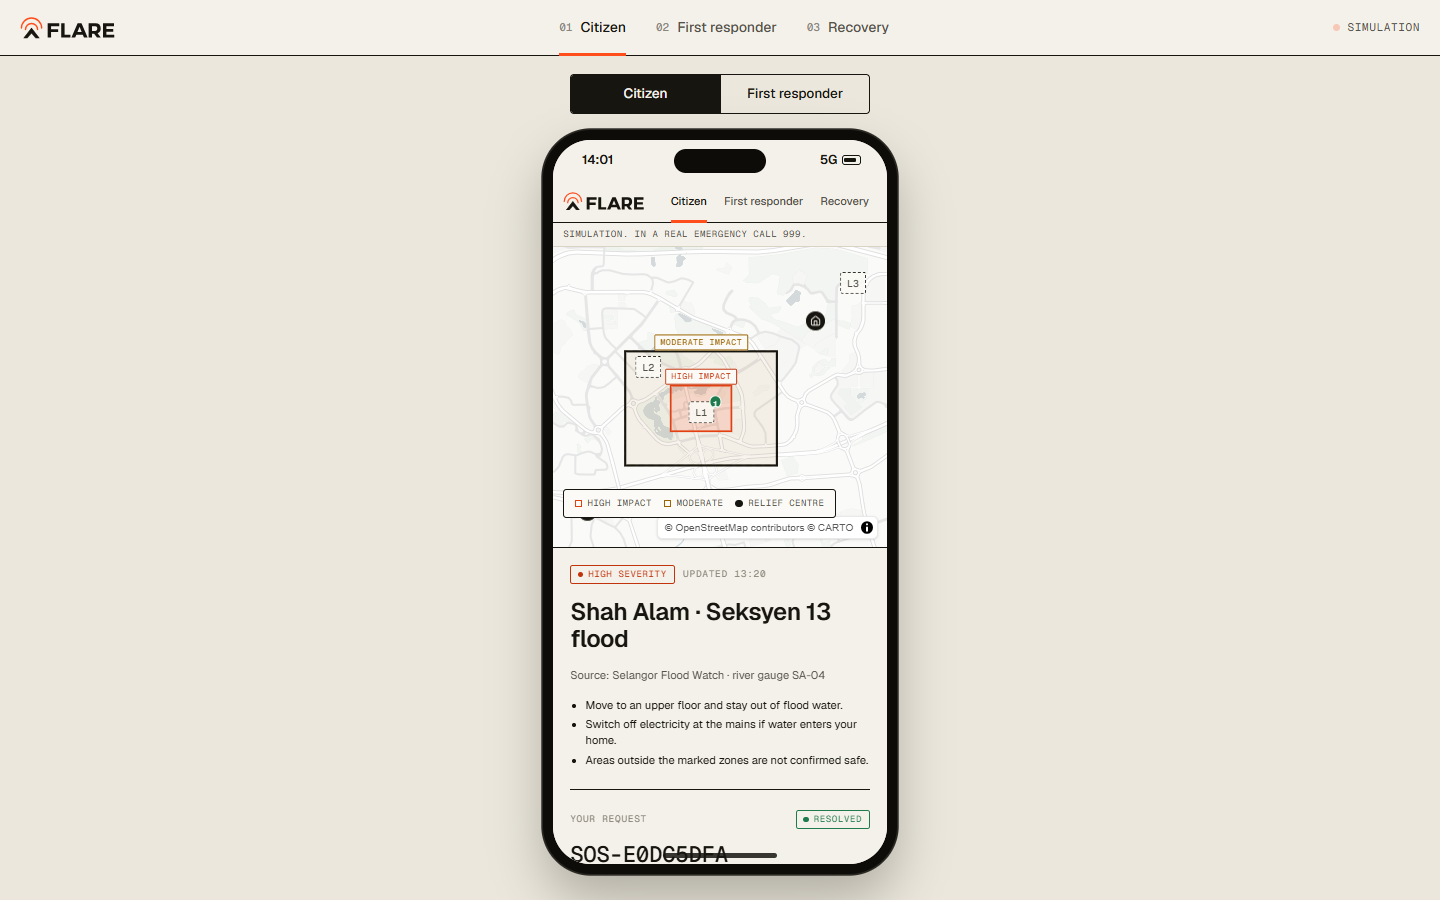 FLARE
01 Citizen
02 First responder
03 Recovery
SIMULATION
Citizen
First responder
14:01
5G
FLARE
Citizen
First responder
Recovery
SIMULATION. IN A REAL EMERGENCY CALL 999.
L3
MODERATE IMPACT
L2
HIGH IMPACT
1
L1
HIGH IMPACT
MODERATE
RELIEF CENTRE
© OpenStreetMap contributors © CARTO
HIGH SEVERITY
UPDATED 13:20
Shah Alam · Seksyen 13
flood
Source: Selangor Flood Watch · river gauge SA-04
Move to an upper floor and stay out of flood water.
Switch off electricity at the mains if water enters your
home.
Areas outside the marked zones are not confirmed safe.
YOUR REQUEST
RESOLVED
SOS-E0DC5DFA